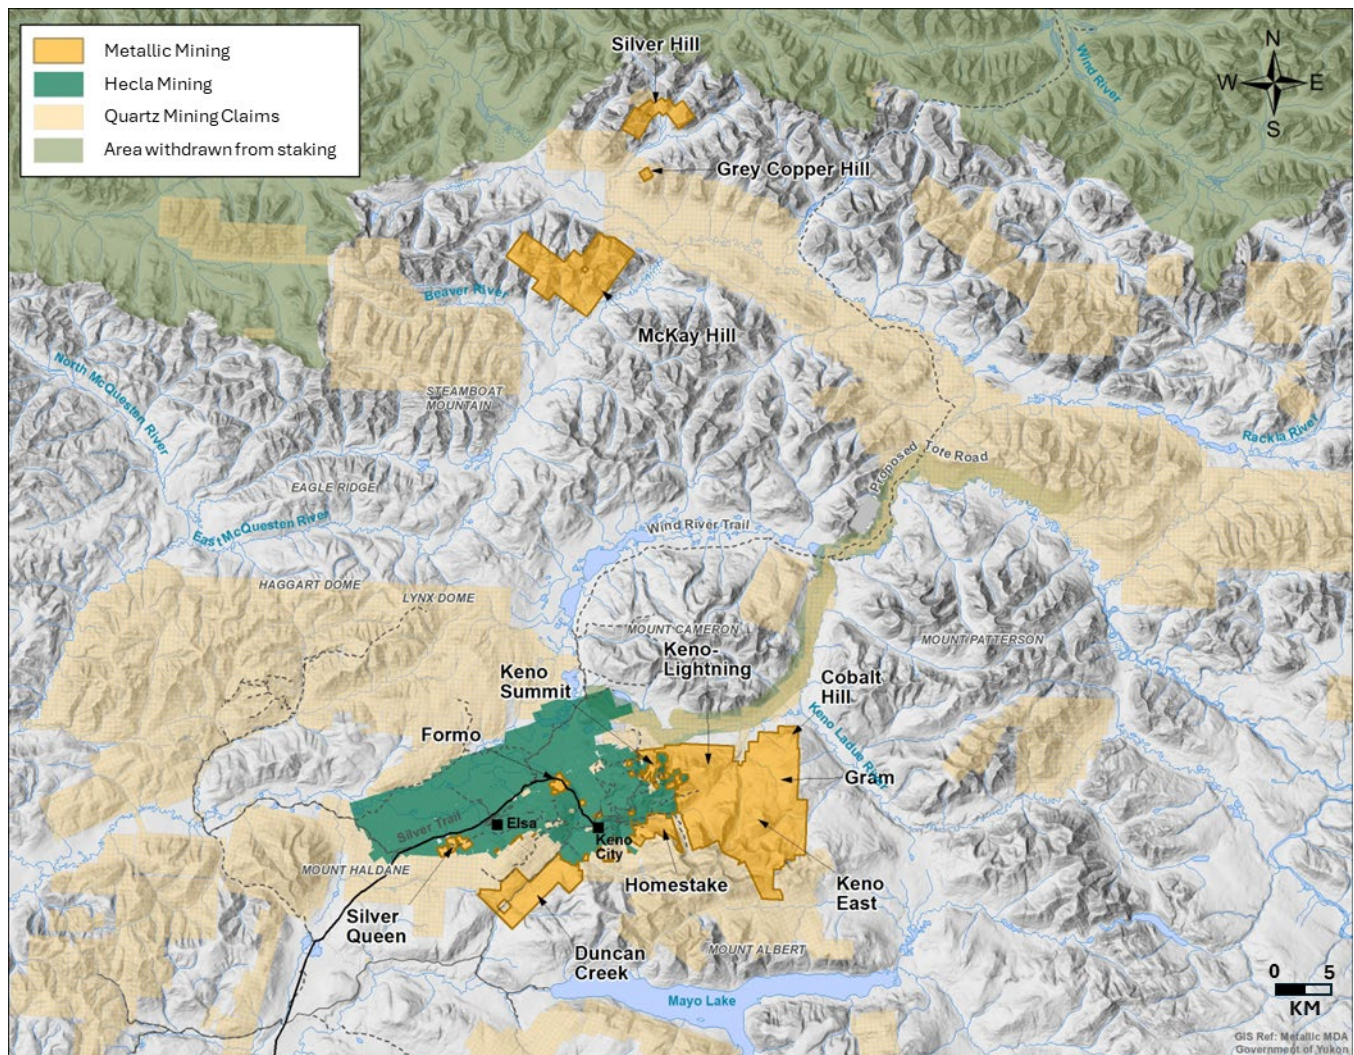 Metallic Mining
Hecla Mining
Quartz Mining Claims
Area withdrawn from staking
Silver Hill
Wind River
N
W
E
S
Grey Copper Hill
Beaver River
McKay Hill
North McQuesten River
STEAMBOAT
MOUNTAIN
Rackla River
Proposed Tote Road
EAGLE RIDGE
East McQuesten River
Wind River Trail
HAGGART DOME
LYNX DOME
MOUNT CAMERON
MOUNT PATTERSON
Keno-
Lightning
Keno
Summit
Cobalt
Hill
Keno Ladue River
Formo
Gram
Silver Trail
Elsa
Keno
City
MOUNT HALDANE
Homestake
Keno
East
Silver
Queen
Duncan
Creek
MOUNT ALBERT
Mayo Lake
0 5
KM
GIS Ref: Metallic MDA
Government of Yukon